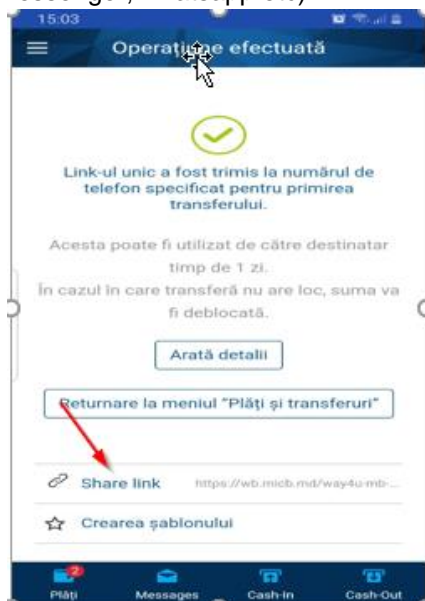 15:03
Operațiune efectuată
Link-ul unic a fost trimis la numărul de
telefon specificat pentru primirea
transferului.
Acesta poate fi utilizat de către destinatar
timp de 1 zi.
În cazul în care transferă nu are loc, suma va
fi deblocată.
Arată detalii
Returnare la meniul "Plăți și transferuri"
Share link https://wb.micb.md/way4u-mb-...
Crearea șablonului
2
Plăți Messages Cash-In Cash-Out